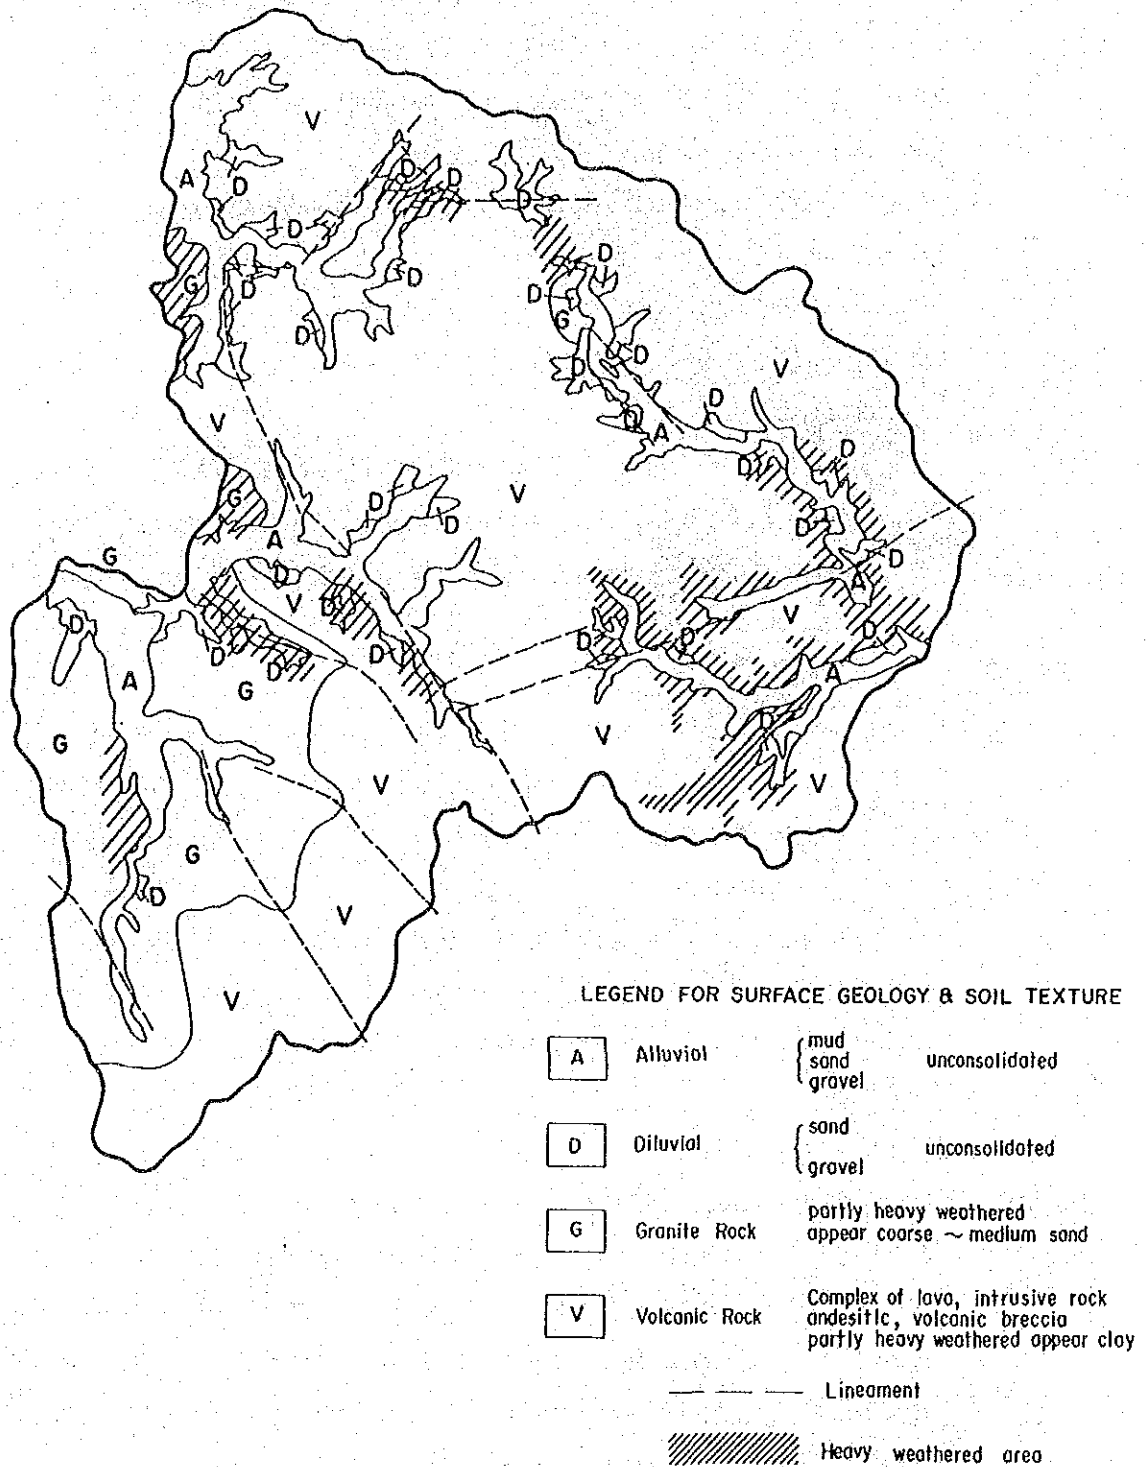 V
D
D
A
D
D
D
D
G
D
D
D
D
D
G
D
D
V
D
V
D
A
D
D
G
V
D
D
A
D
D
G
D
V
D
D
A
D
D
D
V
D
D
A
D
D
G
A
G
V
D
V
V
V
G
D
V
V
LEGEND FOR SURFACE GEOLOGY & SOIL TEXTURE
A Alluvial mud sand gravel unconsolidated
D Diluvial sand gravel unconsolidated
G Granite Rock partly heavy weathered
appear coarse ~ medium sand
V Volcanic Rock Complex of lava, intrusive rock
andesitic, volcanic breccia
partly heavy weathered appear clay
Lineament
Heavy weathered area